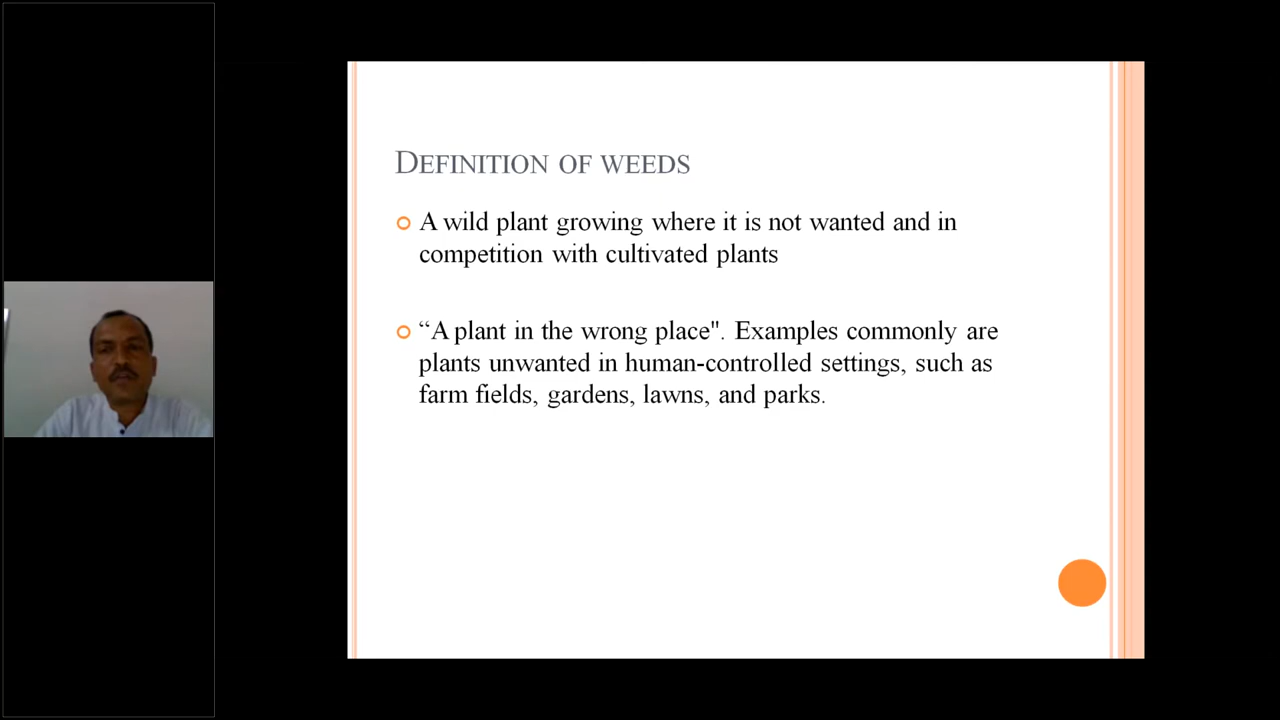 DEFINITION OF WEEDS
A wild plant growing where it is not wanted and in
competition with cultivated plants
“A plant in the wrong place". Examples commonly are
plants unwanted in human-controlled settings, such as
farm fields, gardens, lawns, and parks.